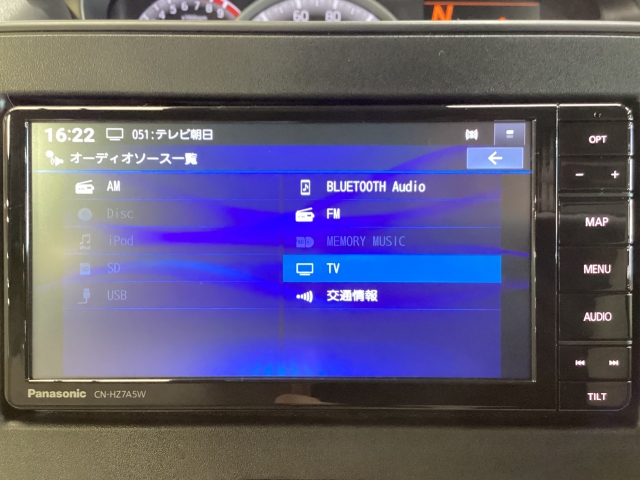 60 80
N
16:22 051:テレビ朝日
オーディオソース一覧
AM
BLUETOOTH Audio
Disc
FM
iPod
MEMORY MUSIC
SD
TV
USB
交通情報
OPT
- +
MAP
MENU
AUDIO
TILT
Panasonic CN-HZ7A5W